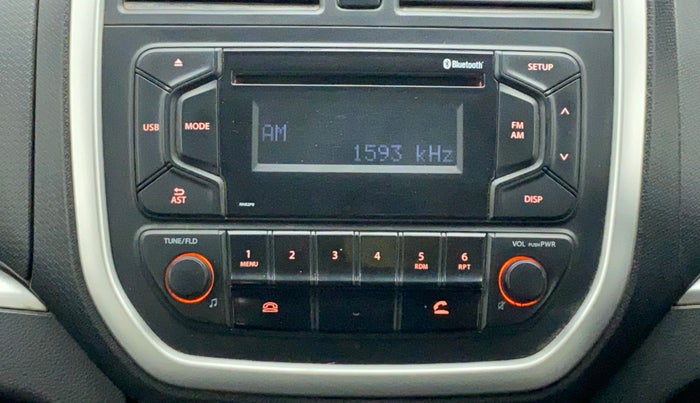 Bluetooth
SETUP
USB
MODE
AM
1593 kHz
FM
AM
AST
DISP
TUNE/FLD
1
MENU
2
3
4
5
RDM
6
RPT
VOL PUSH PWR